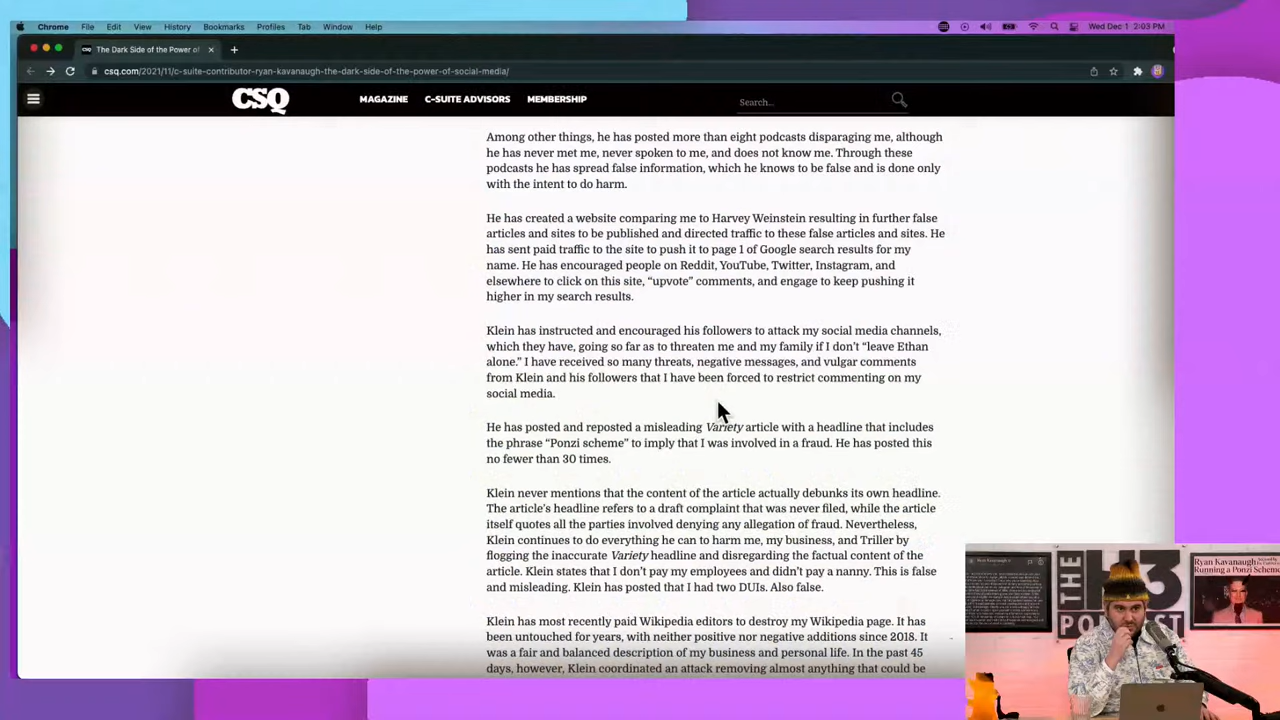 Chrome File Edit View History Bookmarks Profiles Tab Window Help Wed Dec 1 2:03 PM
CSQ The Dark Side of the Power of
csq.com/2021/11/c-suite-contributor-ryan-kavanaugh-the-dark-side-of-the-power-of-social-media/
CSQ MAGAZINE C-SUITE ADVISORS MEMBERSHIP Search...
Among other things, he has posted more than eight podcasts disparaging me, although
he has never met me, never spoken to me, and does not know me. Through these
podcasts he has spread false information, which he knows to be false and is done only
with the intent to do harm.
He has created a website comparing me to Harvey Weinstein resulting in further false
articles and sites to be published and directed traffic to these false articles and sites. He
has sent paid traffic to the site to push it to page 1 of Google search results for my
name. He has encouraged people on Reddit, YouTube, Twitter, Instagram, and
elsewhere to click on this site, “upvote” comments, and engage to keep pushing it
higher in my search results.
Klein has instructed and encouraged his followers to attack my social media channels,
which they have, going so far as to threaten me and my family if I don’t “leave Ethan
alone.” I have received so many threats, negative messages, and vulgar comments
from Klein and his followers that I have been forced to restrict commenting on my
social media.
He has posted and reposted a misleading Variety article with a headline that includes
the phrase “Ponzi scheme” to imply that I was involved in a fraud. He has posted this
no fewer than 30 times.
Klein never mentions that the content of the article actually debunks its own headline.
The article’s headline refers to a draft complaint that was never filed, while the article
itself quotes all the parties involved denying any allegation of fraud. Nevertheless,
Klein continues to do everything he can to harm me, my business, and Triller by
flogging the inaccurate Variety headline and disregarding the factual content of the
article. Klein states that I don’t pay my employees and didn’t pay a nanny. This is false
and misleading. Klein has posted that I had two DUIs. Also false.
Klein has most recently paid Wikipedia editors to destroy my Wikipedia page. It has
been untouched for years, with neither positive nor negative additions since 2018. It
was a fair and balanced description of my business and personal life. In the past 45
days, however, Klein coordinated an attack removing almost anything that could be
THE
PODCAST
Ryan Kavanaugh
Running a Ponzi Scheme